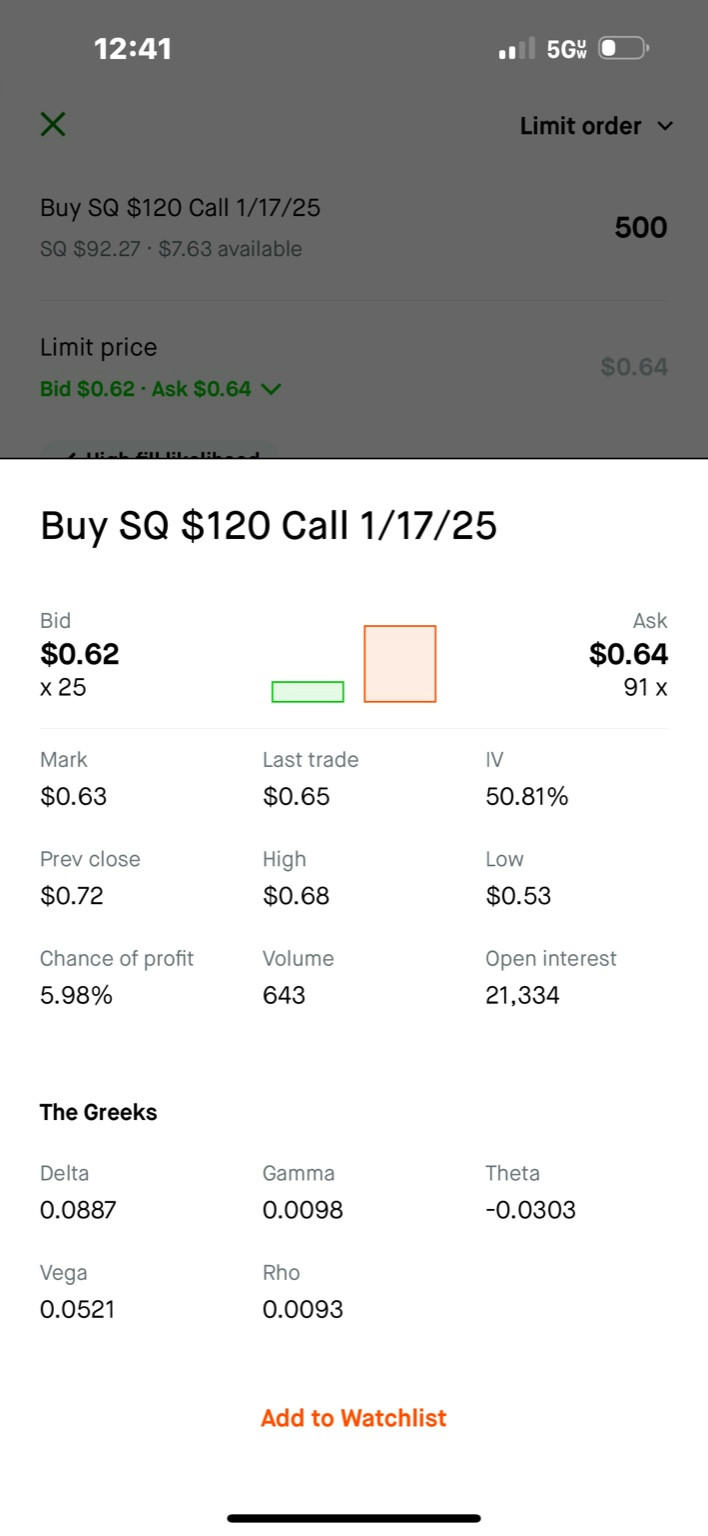 12:41
5GUW
Limit order
Buy SQ $120 Call 1/17/25
500
SQ $92.27 · $7.63 available
Limit price
$0.64
Bid $0.62 · Ask $0.64
High fill likelihood
Buy SQ $120 Call 1/17/25
Bid Ask
$0.62 $0.64
x 25 91 x
Mark Last trade IV
$0.63 $0.65 50.81%
Prev close High Low
$0.72 $0.68 $0.53
Chance of profit Volume Open interest
5.98% 643 21,334
The Greeks
Delta Gamma Theta
0.0887 0.0098 -0.0303
Vega Rho
0.0521 0.0093
Add to Watchlist